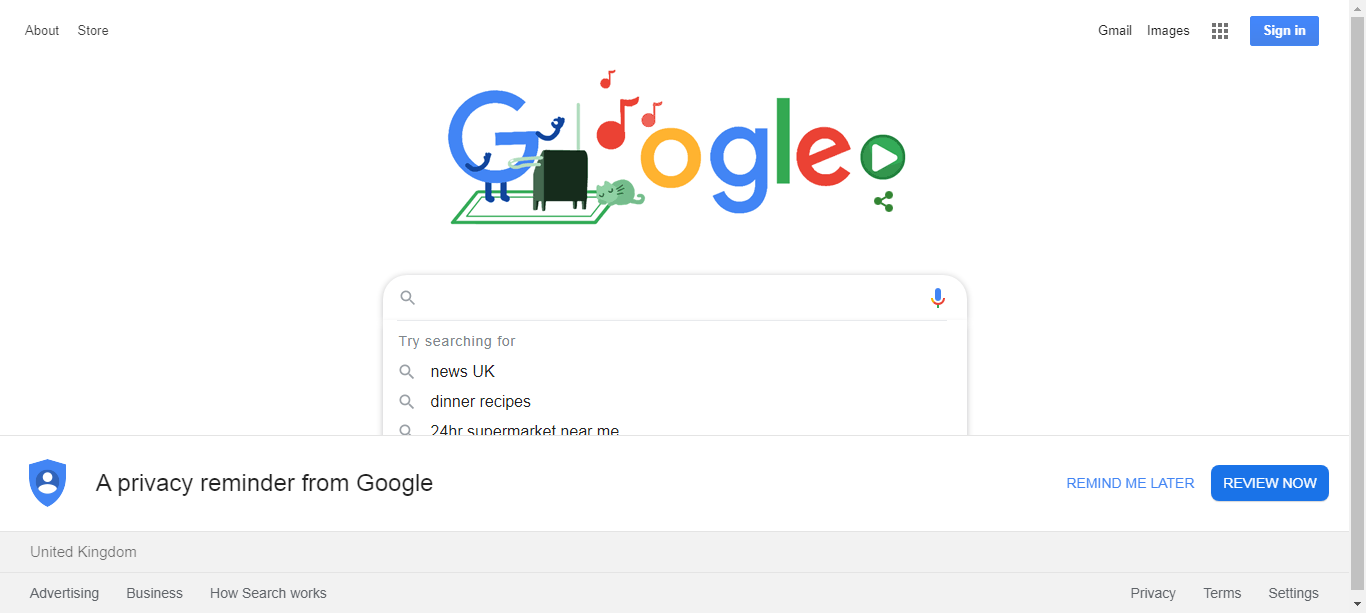 About Store
Gmail Images Sign in
Google
Try searching for
news UK
dinner recipes
24hr supermarket near me
A privacy reminder from Google
REMIND ME LATER REVIEW NOW
United Kingdom
Advertising Business How Search works
Privacy Terms Settings